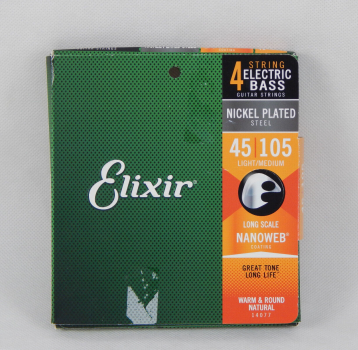 4 STRING
ELECTRIC
BASS
GUITAR STRINGS
NICKEL PLATED
STEEL
45|105
LIGHT/MEDIUM
Elixir®
LONG SCALE
NANOWEB®
COATING
GREAT TONE
LONG LIFE®
WARM & ROUND
NATURAL
14077